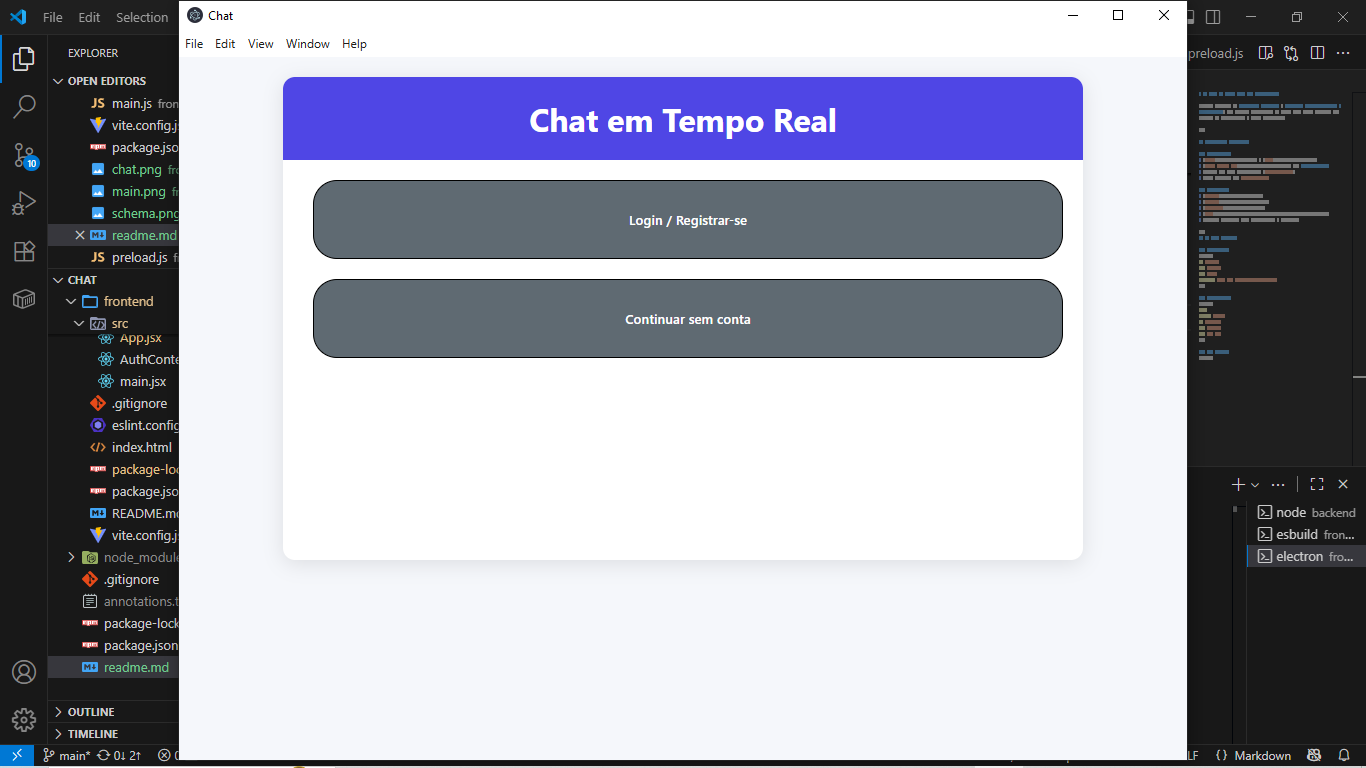 File Edit Selection
Chat
File Edit View Window Help
EXPLORER
OPEN EDITORS
JS main.js
vite.config.js
package.jso
chat.png
main.png
schema.png
readme.md
JS preload.js
CHAT
frontend
src
App.jsx
AuthConte
main.jsx
.gitignore
eslint.config
index.html
package-loc
package.jso
README.mc
vite.config.js
node_module
.gitignore
annotations.t
package-lock
package.json
readme.md
OUTLINE
TIMELINE
10
main* 0↓ 2↑
Chat em Tempo Real
Login / Registrar-se
Continuar sem conta
preload.js
node backend
esbuild fron...
electron fro...
LF {} Markdown